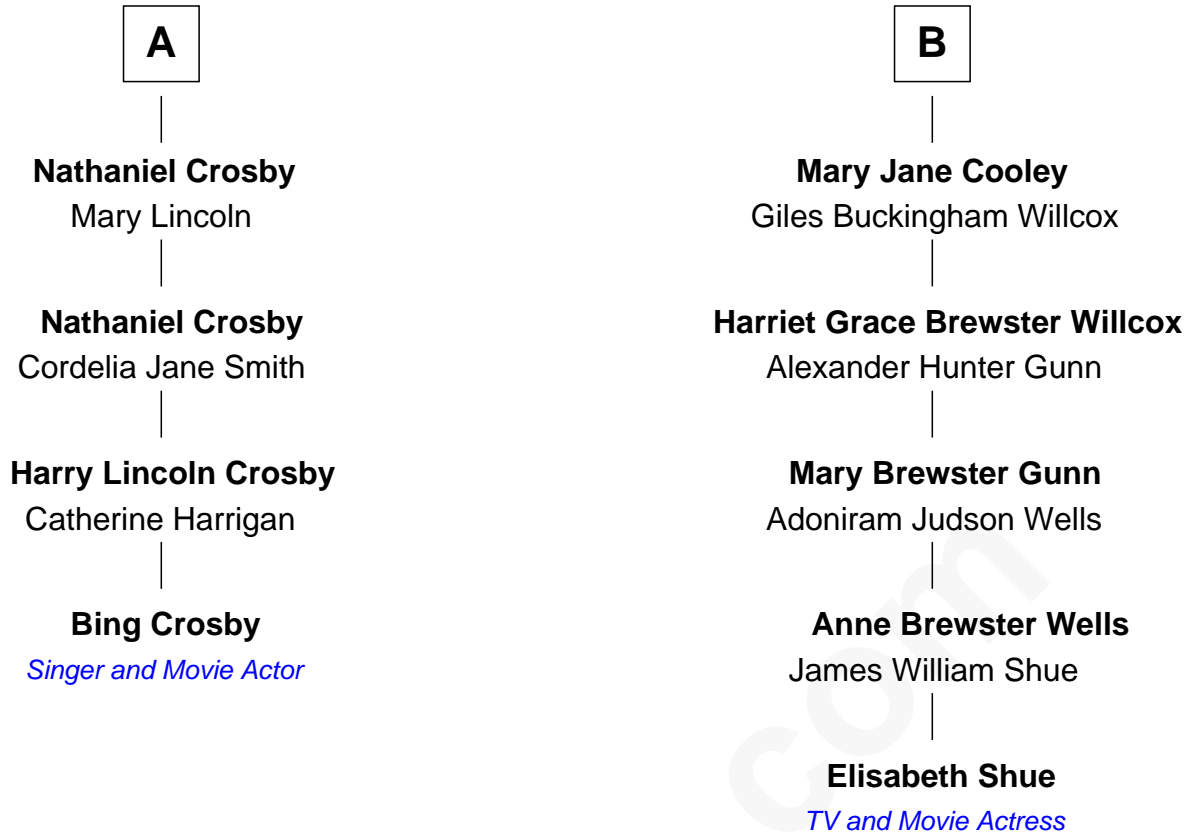 A
Nathaniel Crosby
Mary Lincoln
Nathaniel Crosby
Cordelia Jane Smith
Harry Lincoln Crosby
Catherine Harrigan
Bing Crosby
Singer and Movie Actor
B
Mary Jane Cooley
Giles Buckingham Willcox
Harriet Grace Brewster Willcox
Alexander Hunter Gunn
Mary Brewster Gunn
Adoniram Judson Wells
Anne Brewster Wells
James William Shue
Elisabeth Shue
TV and Movie Actress
com